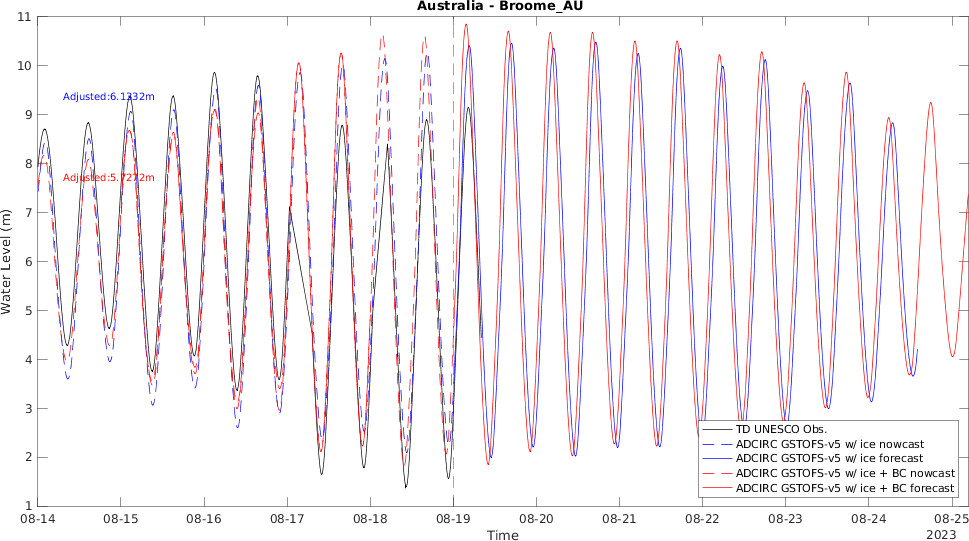 Australia - Broome_AU
11
10
9
8
7
6
5
4
3
2
1
Water Level (m)
Adjusted:6.1332m
Adjusted:5.7272m
TD UNESCO Obs.
ADCIRC GSTOFS-v5 w/ ice nowcast
ADCIRC GSTOFS-v5 w/ ice forecast
ADCIRC GSTOFS-v5 w/ ice + BC nowcast
ADCIRC GSTOFS-v5 w/ ice + BC forecast
08-14 08-15 08-16 08-17 08-18 08-19 08-20 08-21 08-22 08-23 08-24 08-25
Time
2023